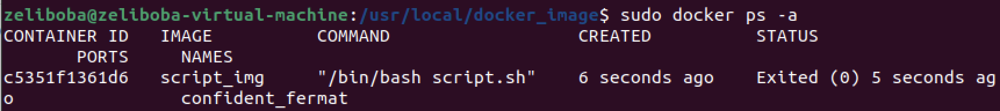 zeliboba@zeliboba-virtual-machine:/usr/local/docker_image$ sudo docker ps -a
CONTAINER ID   IMAGE          COMMAND                  CREATED          STATUS
       PORTS     NAMES
c5351f1361d6   script_img     "/bin/bash script.sh"    6 seconds ago    Exited (0) 5 seconds ag
o                confident_fermat